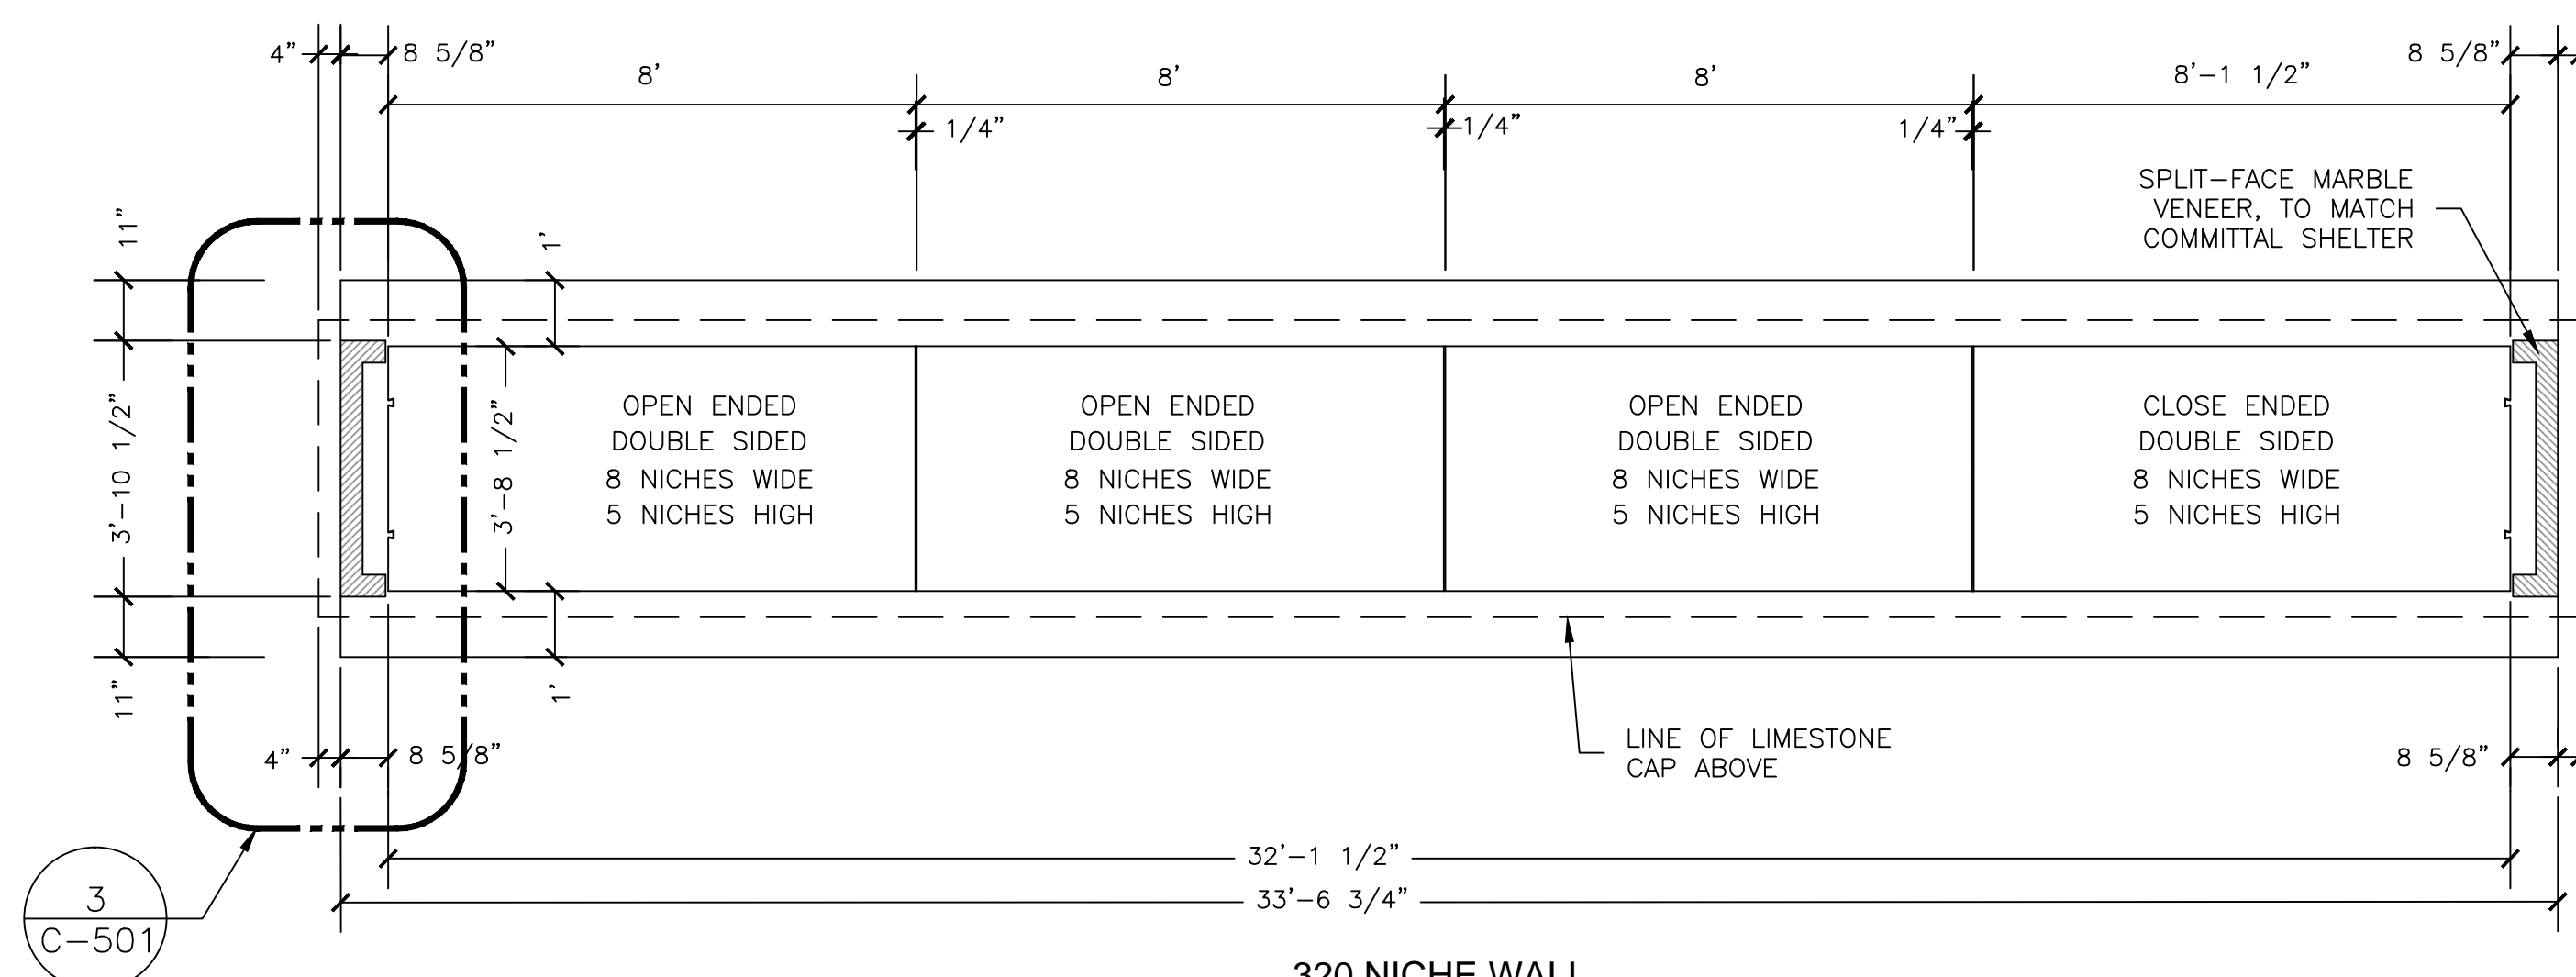 4" 8 5/8" 8' 8' 8' 8'-1 1/2" 8 5/8"
1/4" 1/4" 1/4"
SPLIT-FACE MARBLE
VENEER, TO MATCH
COMMITTAL SHELTER
11" 1'
3'-10 1/2" 3'-8 1/2"
OPEN ENDED
DOUBLE SIDED
8 NICHES WIDE
5 NICHES HIGH
OPEN ENDED
DOUBLE SIDED
8 NICHES WIDE
5 NICHES HIGH
OPEN ENDED
DOUBLE SIDED
8 NICHES WIDE
5 NICHES HIGH
CLOSE ENDED
DOUBLE SIDED
8 NICHES WIDE
5 NICHES HIGH
11" 1'
4" 8 5/8"
LINE OF LIMESTONE
CAP ABOVE
8 5/8"
32'-1 1/2"
33'-6 3/4"
3
C-501
320 NICHE WALL